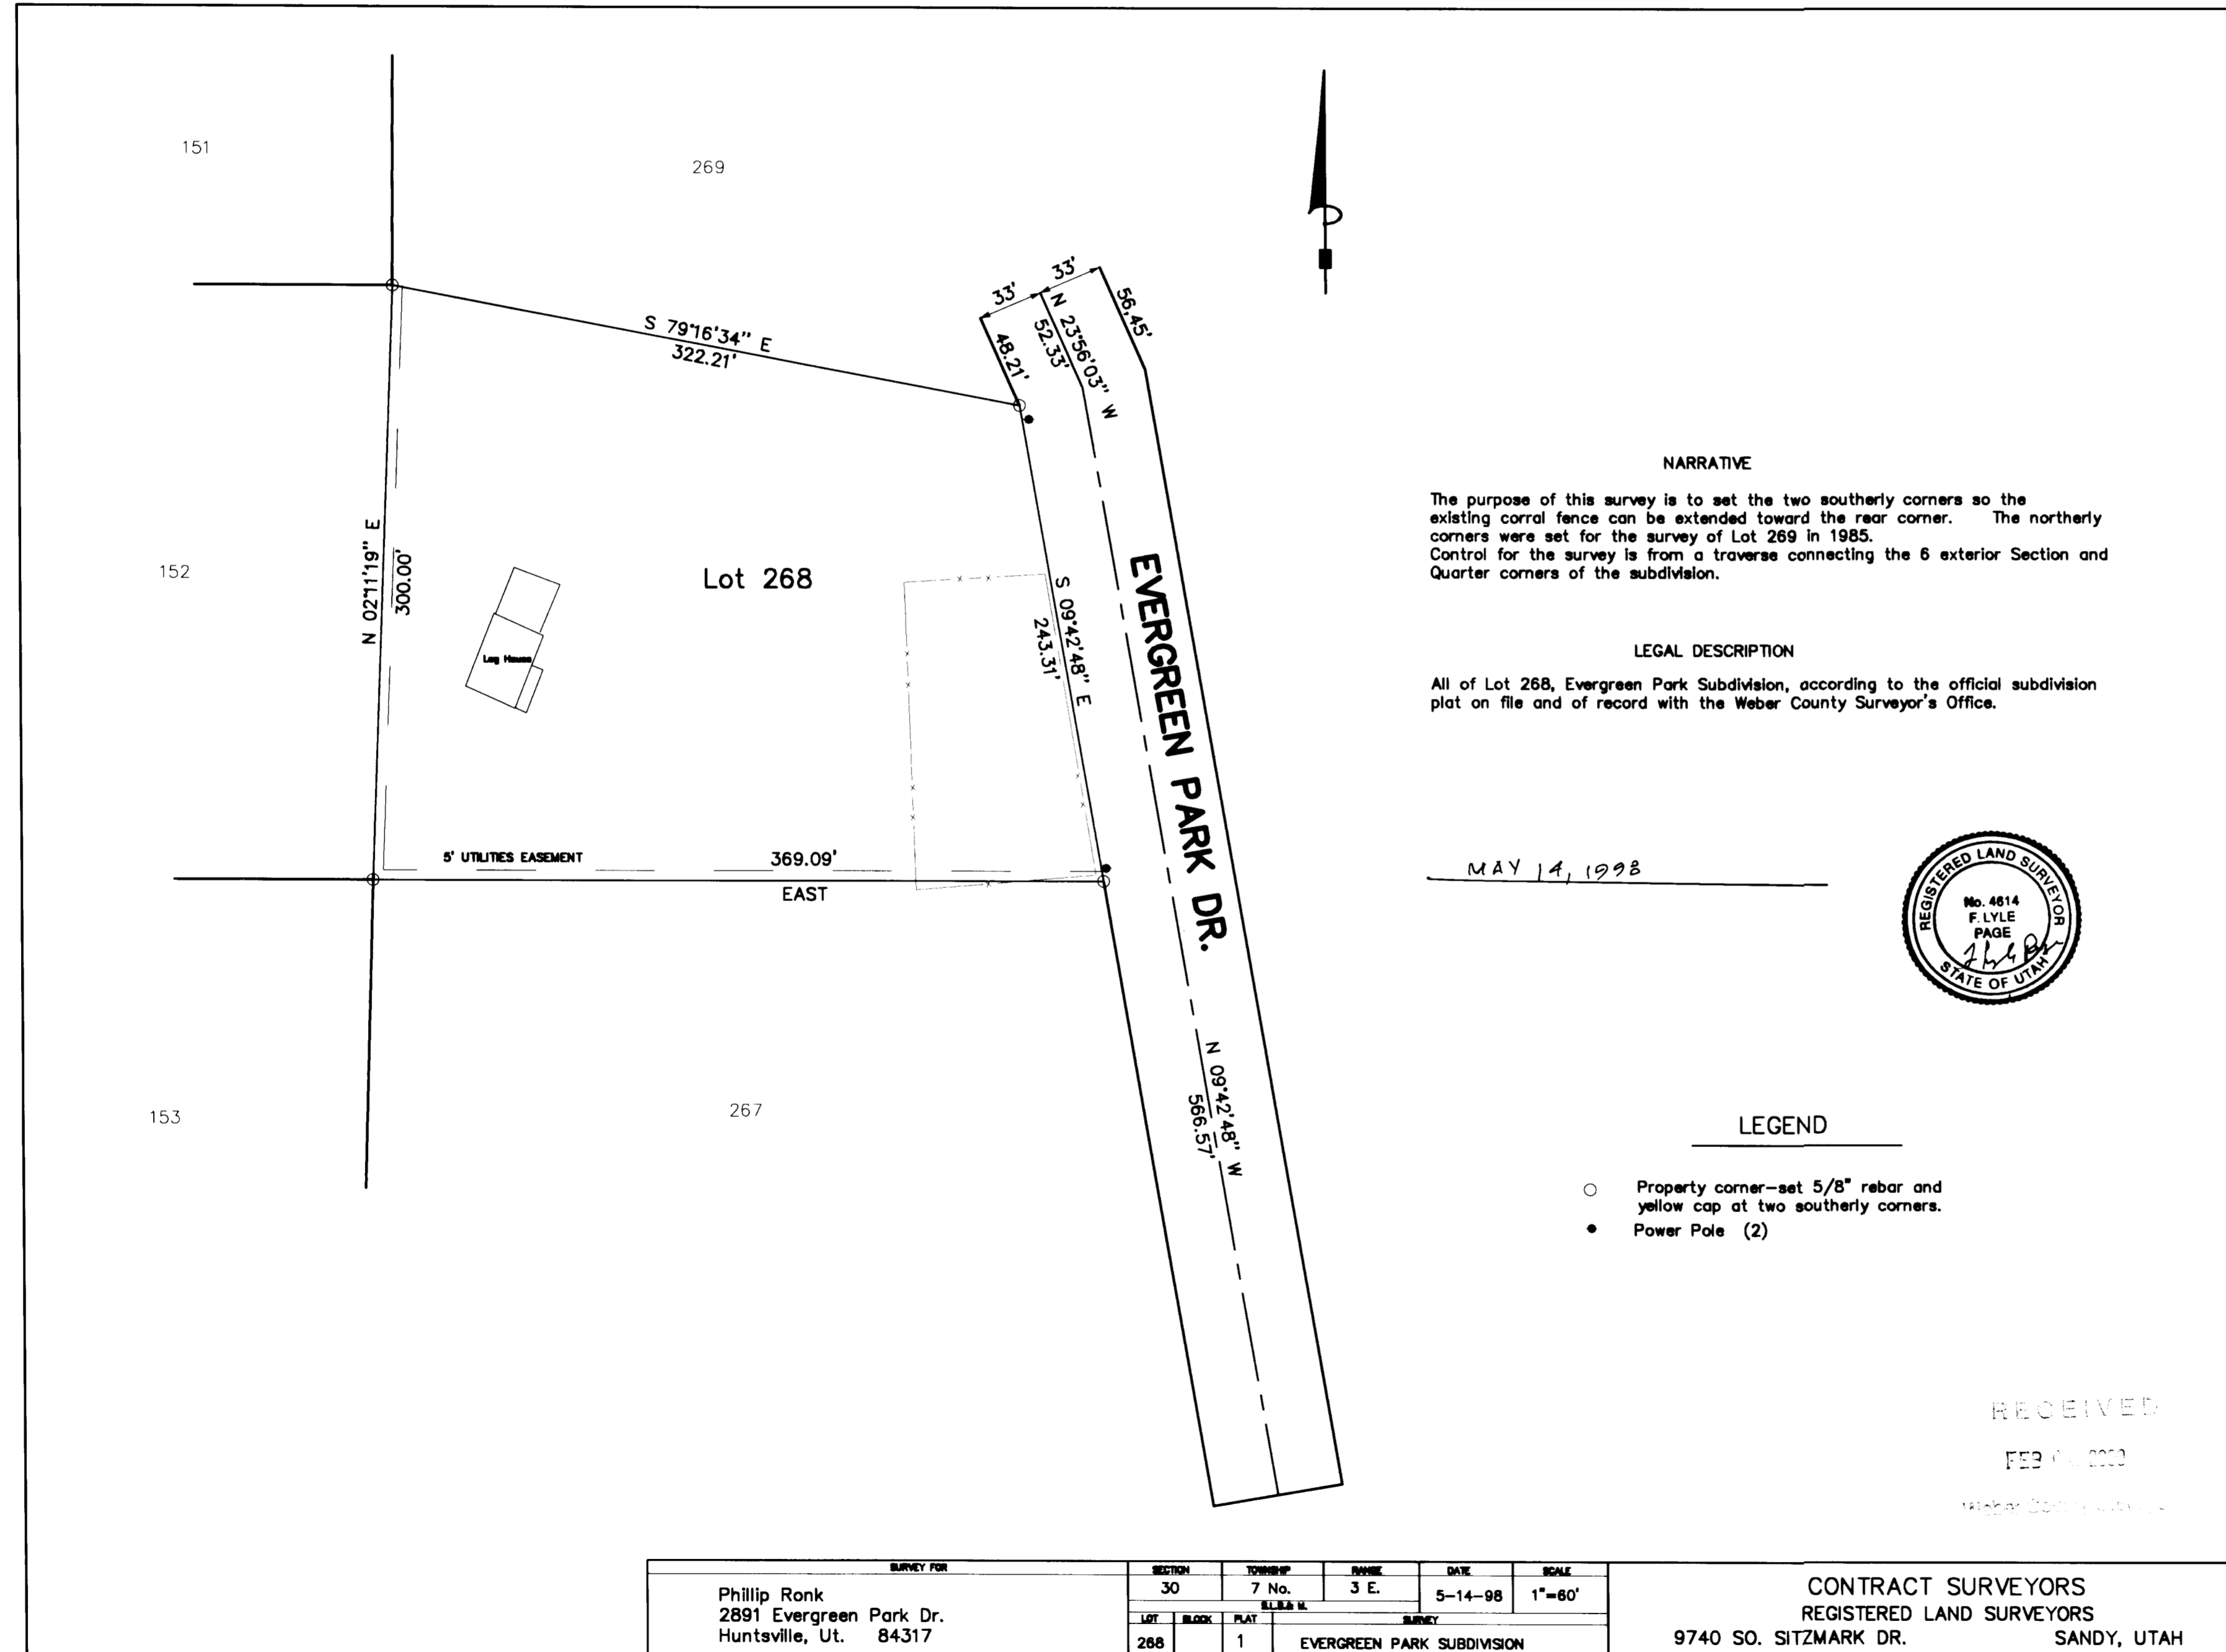 151
269
33'
33'
56.45'
N 23°56'03" W
52.33'
48.21'
S 79°16'34" E
322.21'
N 02°11'19" E
300.00'
152
Lot 268
Log House
S 09°42'48" E
243.31'
EVERGREEN PARK DR.
5' UTILITIES EASEMENT
369.09'
EAST
N 09°42'48" W
566.57'
153
267
NARRATIVE
The purpose of this survey is to set the two southerly corners so the
existing corral fence can be extended toward the rear corner. The northerly
corners were set for the survey of Lot 269 in 1985.
Control for the survey is from a traverse connecting the 6 exterior Section and
Quarter corners of the subdivision.
LEGAL DESCRIPTION
All of Lot 268, Evergreen Park Subdivision, according to the official subdivision
plat on file and of record with the Weber County Surveyor's Office.
MAY 14, 1998
REGISTERED LAND SURVEYOR
No. 4614
F. LYLE
PAGE
STATE OF UTAH
LEGEND
Property corner-set 5/8" rebar and
yellow cap at two southerly corners.
Power Pole (2)
RECEIVED
FEB
Weber
SURVEY FOR
Phillip Ronk
2891 Evergreen Park Dr.
Huntsville, Ut. 84317
SECTION TOWNSHIP RANGE DATE SCALE
30 7 No. 3 E. 5-14-98 1"=60'
S.L.B.& M.
LOT BLOCK PLAT SURVEY
268 1 EVERGREEN PARK SUBDIVISION
CONTRACT SURVEYORS
REGISTERED LAND SURVEYORS
9740 SO. SITZMARK DR. SANDY, UTAH